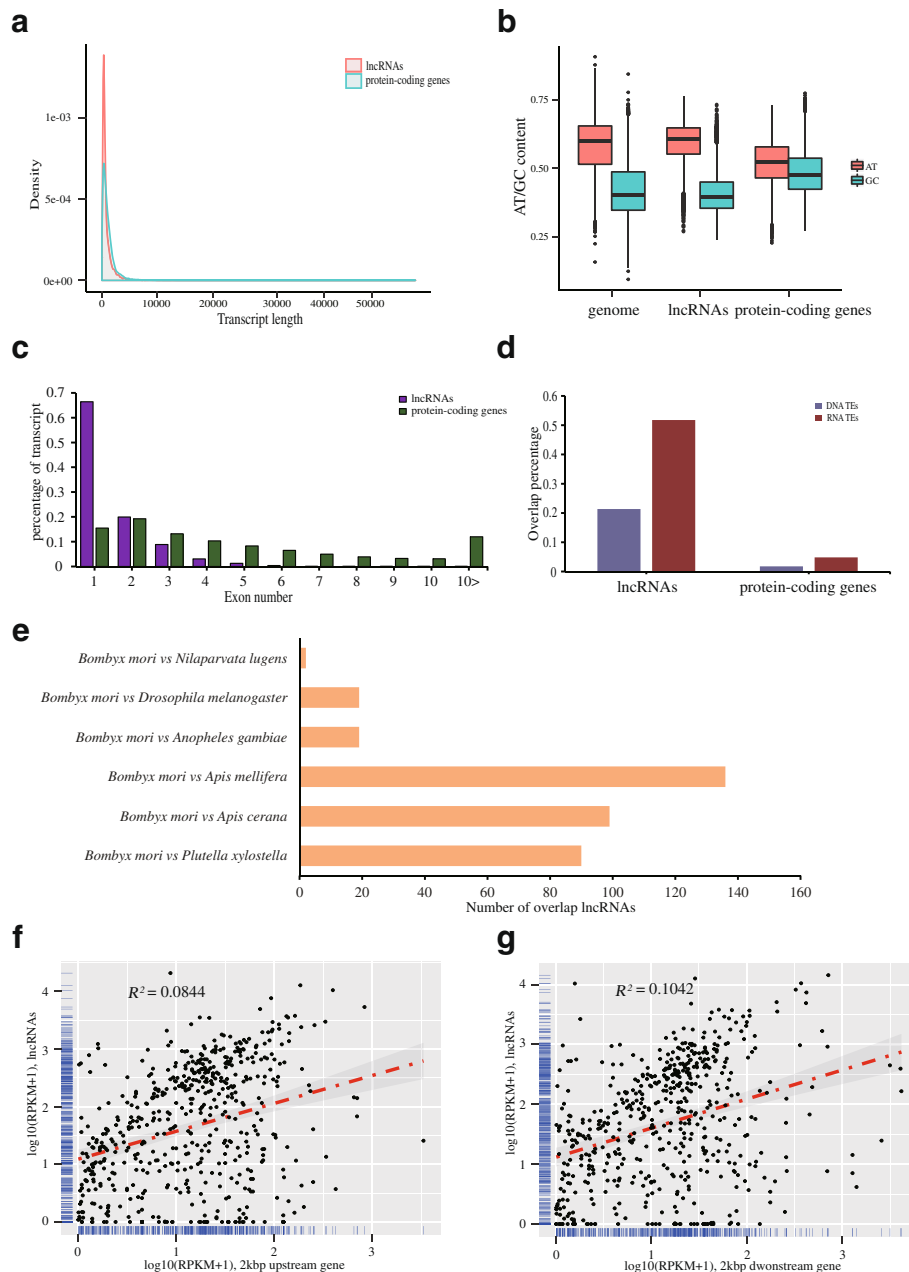 a
lncRNAs
protein-coding genes
1e-03
5e-04
0e+00
Density
0
10000
20000
30000
40000
50000
Transcript length
b
0.75
0.50
0.25
AT/GC content
AT
GC
genome
lncRNAs
protein-coding genes
c
0.7
0.6
0.5
0.4
0.3
0.2
0.1
0
percentage of transcript
lncRNAs
protein-coding genes
1
2
3
4
5
6
7
8
9
10
10>
Exon number
d
0.6
0.5
0.4
0.3
0.2
0.1
0
Overlap percentage
DNA TEs
RNA TEs
lncRNAs
protein-coding genes
e
Bombyx mori vs Nilaparvata lugens
Bombyx mori vs Drosophila melanogaster
Bombyx mori vs Anopheles gambiae
Bombyx mori vs Apis mellifera
Bombyx mori vs Apis cerana
Bombyx mori vs Plutella xylostella
0
20
40
60
80
100
120
140
160
Number of overlap lncRNAs
f
R² = 0.0844
4
3
2
1
0
log10(RPKM+1), lncRNAs
0
1
2
3
log10(RPKM+1), 2kbp upstream gene
g
R² = 0.1042
4
3
2
1
0
log10(RPKM+1), lncRNAs
0
1
2
3
log10(RPKM+1), 2kbp dwonstream gene